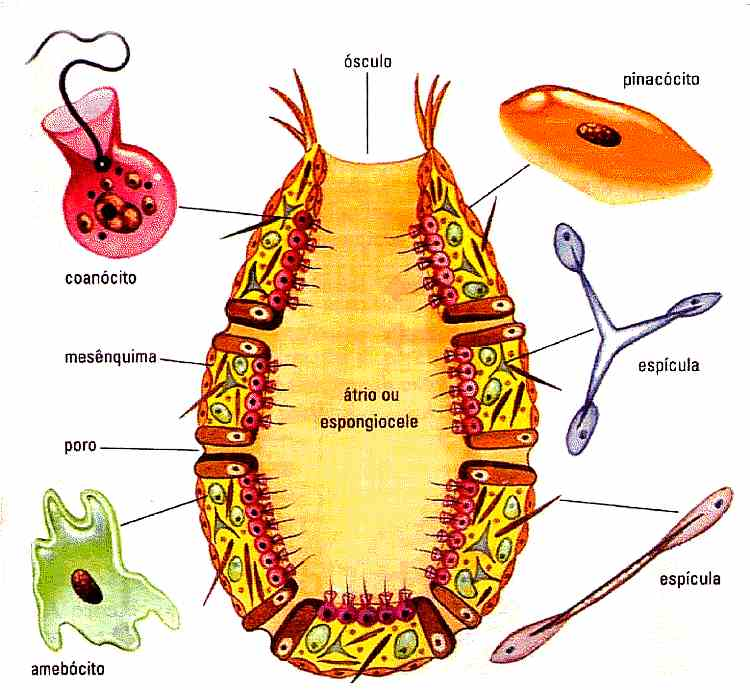 ósculo
pinacócito
coanócito
mesênquima
espícula
átrio ou
espongiocele
poro
espícula
amebócito